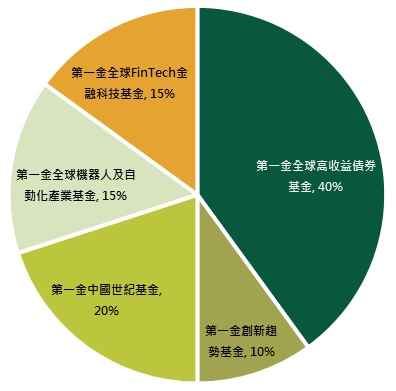 第一金全球FinTech金
融科技基金, 15%
第一金全球高收益債券
基金, 40%
第一金全球機器人及自
動化產業基金, 15%
第一金中國世紀基金,
20%
第一金創新趨
勢基金, 10%